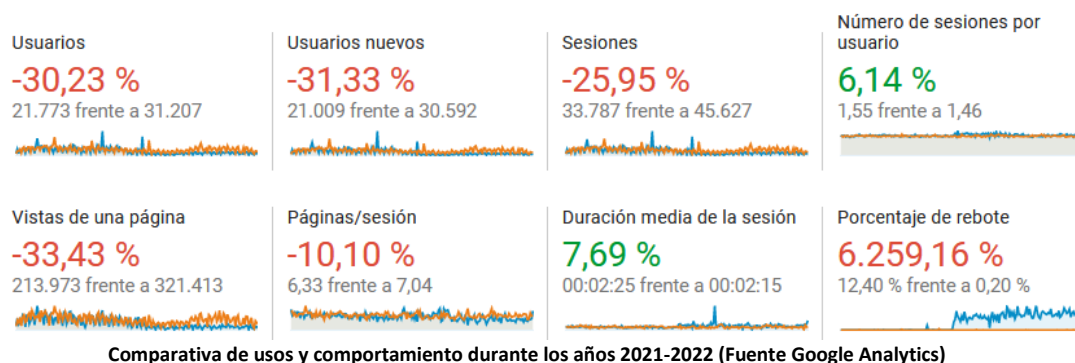 Usuarios
-30,23 %
21.773 frente a 31.207
Usuarios nuevos
-31,33 %
21.009 frente a 30.592
Sesiones
-25,95 %
33.787 frente a 45.627
Número de sesiones por
usuario
6,14 %
1,55 frente a 1,46
Vistas de una página
-33,43 %
213.973 frente a 321.413
Páginas/sesión
-10,10 %
6,33 frente a 7,04
Duración media de la sesión
7,69 %
00:02:25 frente a 00:02:15
Porcentaje de rebote
6.259,16 %
12,40 % frente a 0,20 %
Comparativa de usos y comportamiento durante los años 2021-2022 (Fuente Google Analytics)